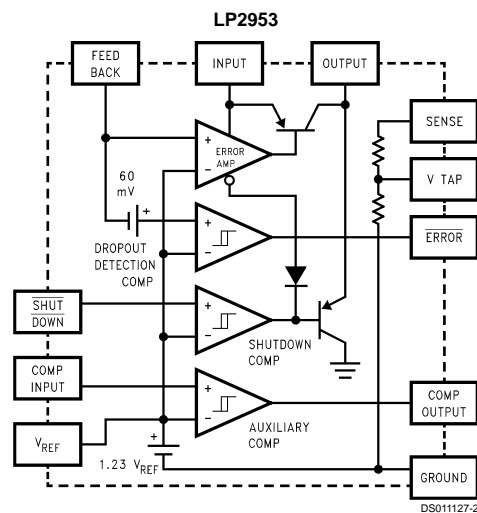 LP2953
FEED
BACK
INPUT
OUTPUT
SENSE
V TAP
ERROR
+
ERROR
AMP
−
60
mV
+
DROPOUT
DETECTION
COMP
+
−
SHUT
DOWN
+
−
SHUTDOWN
COMP
COMP
INPUT
+
−
AUXILIARY
COMP
COMP
OUTPUT
VREF
+
1.23 VREF
GROUND
DS011127-2